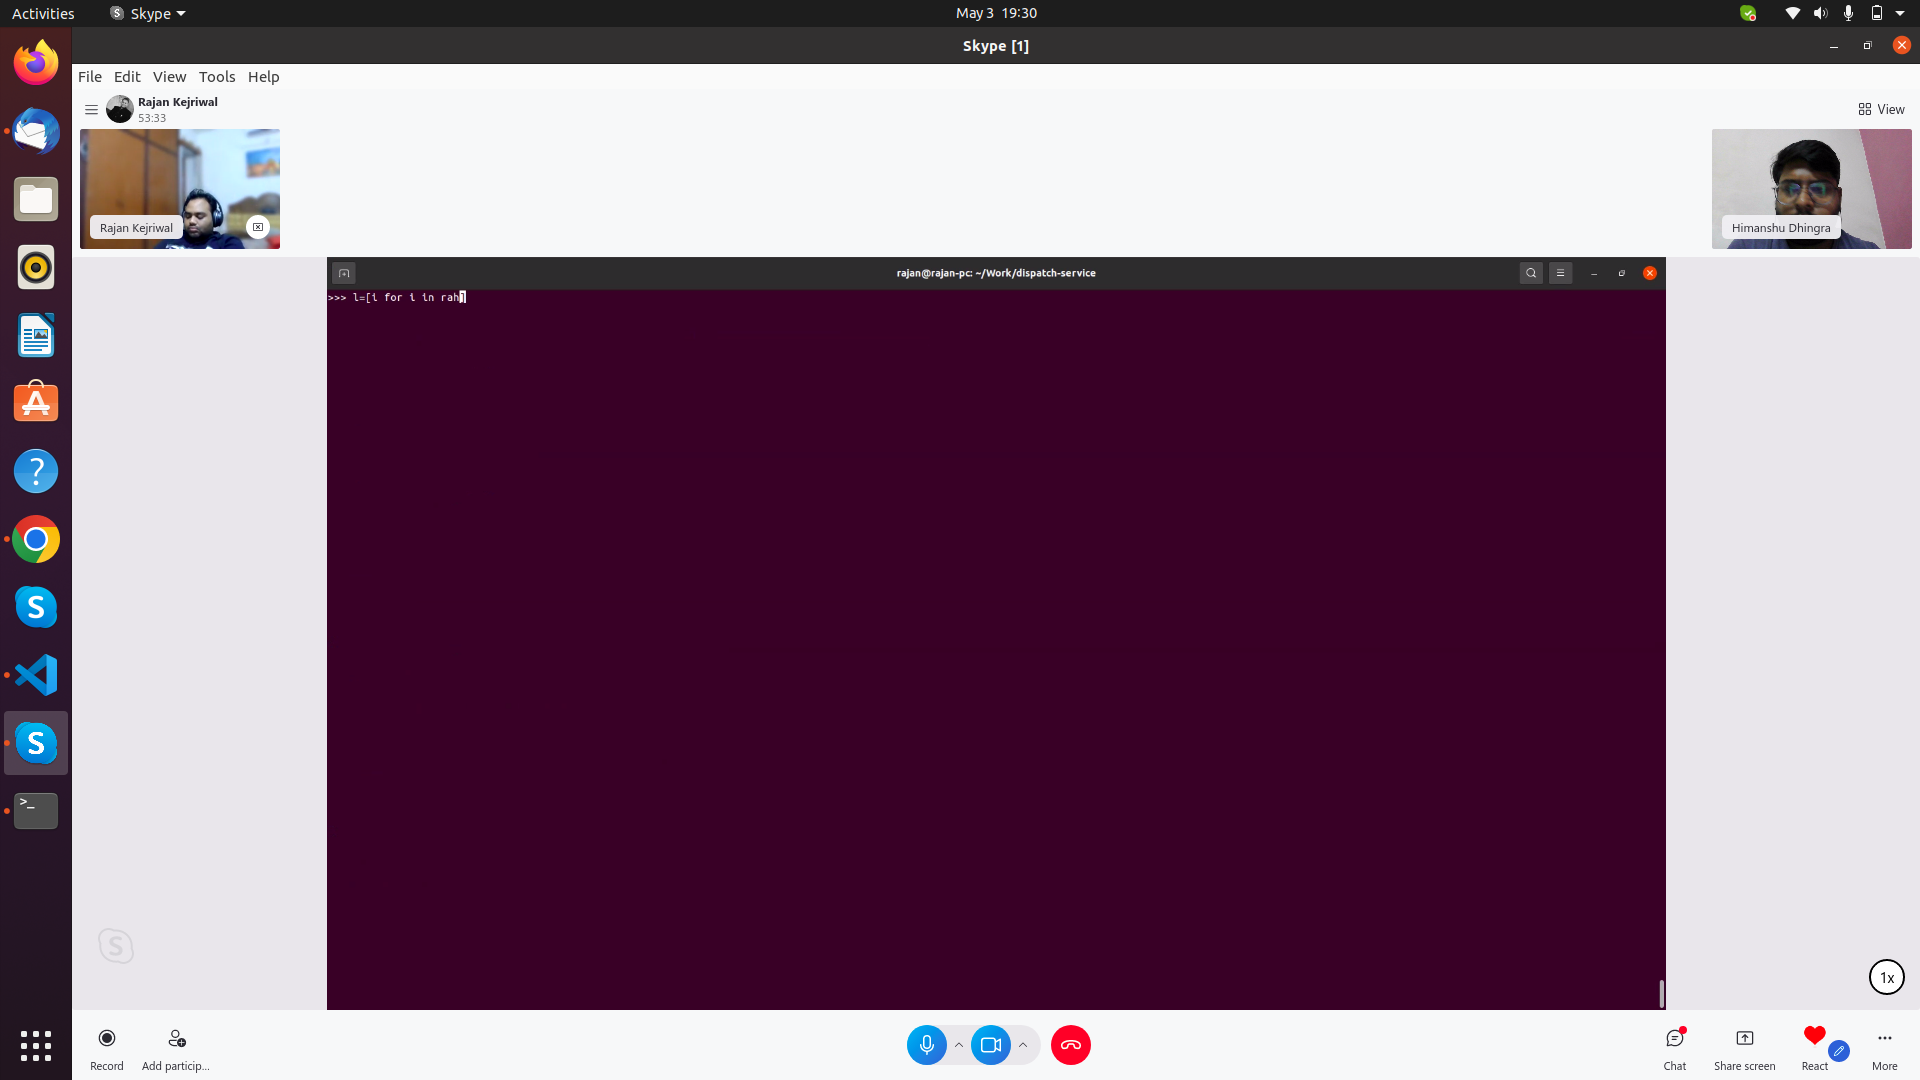 Activities
Skype
May 3 19:30
Skype [1]
File Edit View Tools Help
Rajan Kejriwal
53:33
View
Rajan Kejriwal
Himanshu Dhingra
rajan@rajan-pc: ~/Work/dispatch-service
>>> l=[i for i in rah]
1x
Record
Add particip...
Chat
Share screen
React
More